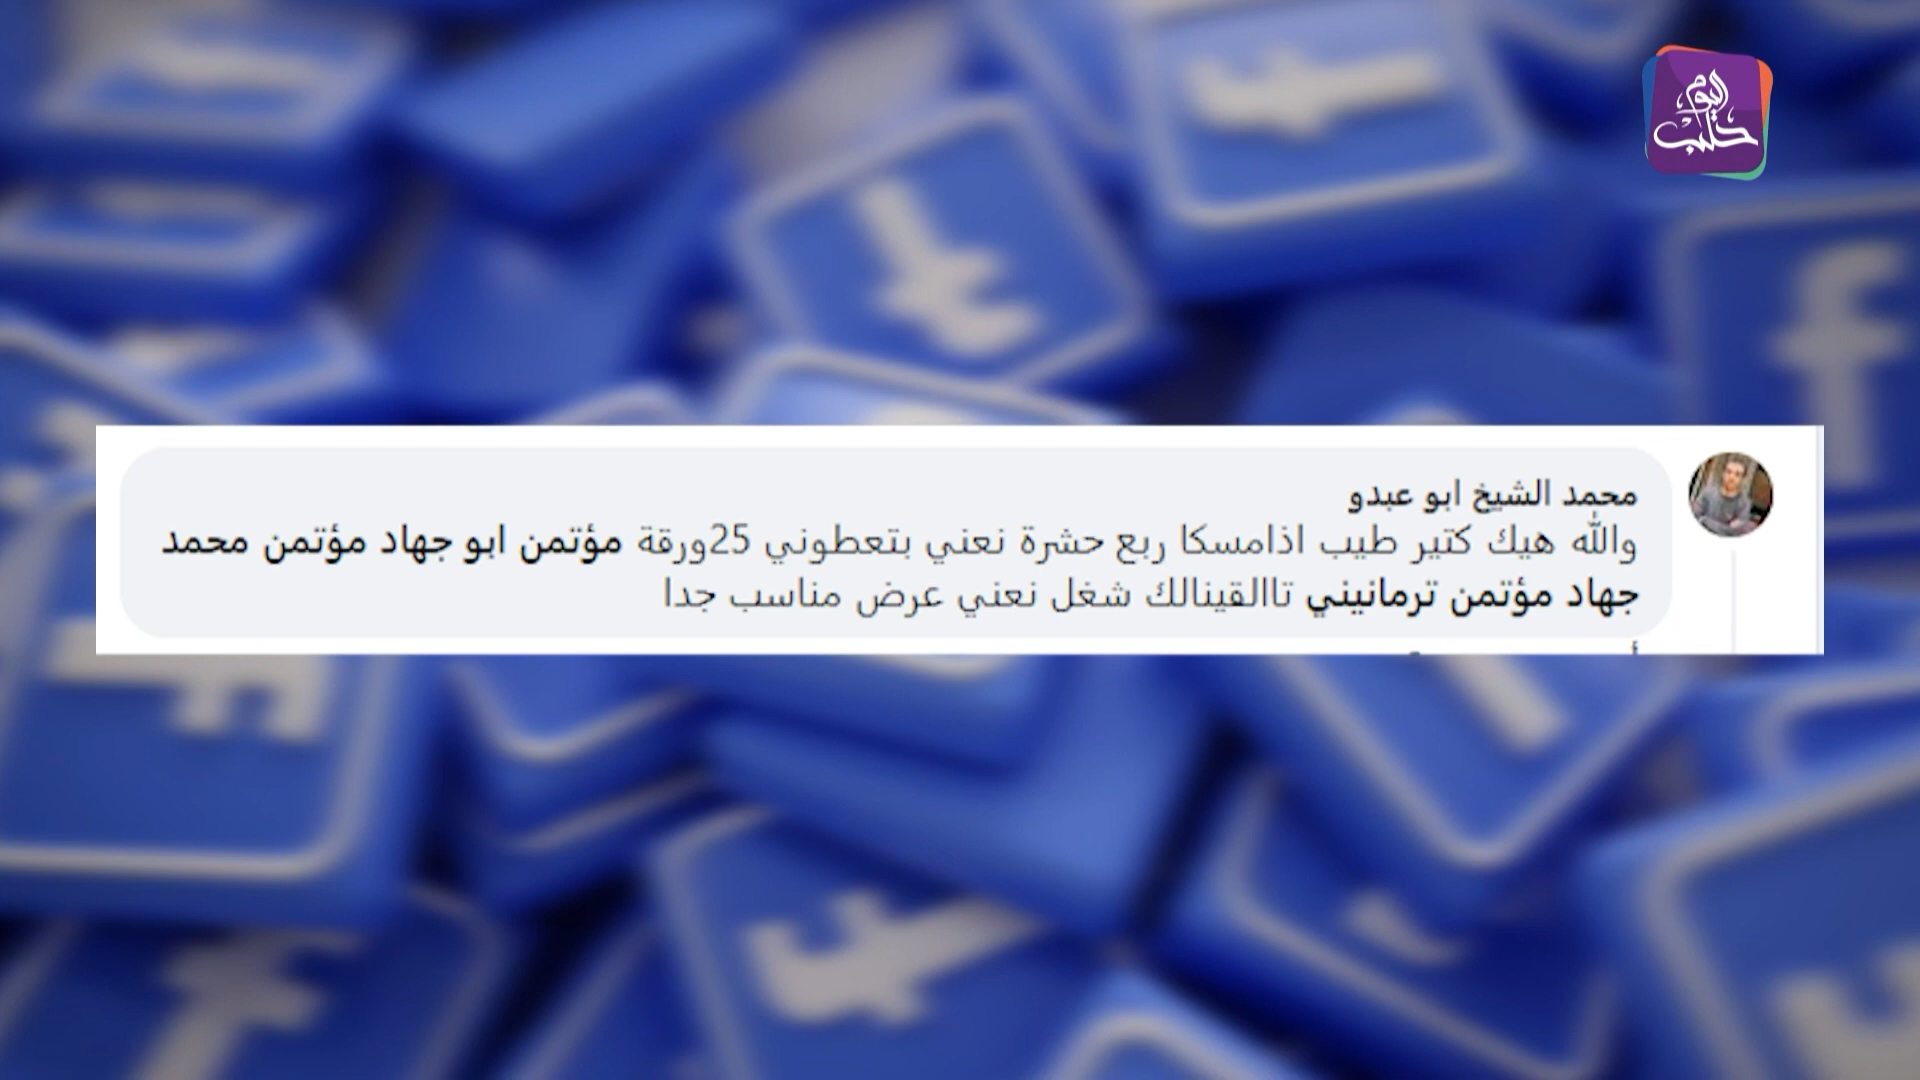 حلب اليوم
محمد الشيخ ابو عبدو
والله هيك كتير طيب اذامسكا ربع حشرة نعني بتعطوني 25ورقة مؤتمن ابو جهاد مؤتمن محمد
جهاد مؤتمن ترمانيني تاالقينالك شغل نعني عرض مناسب جدا